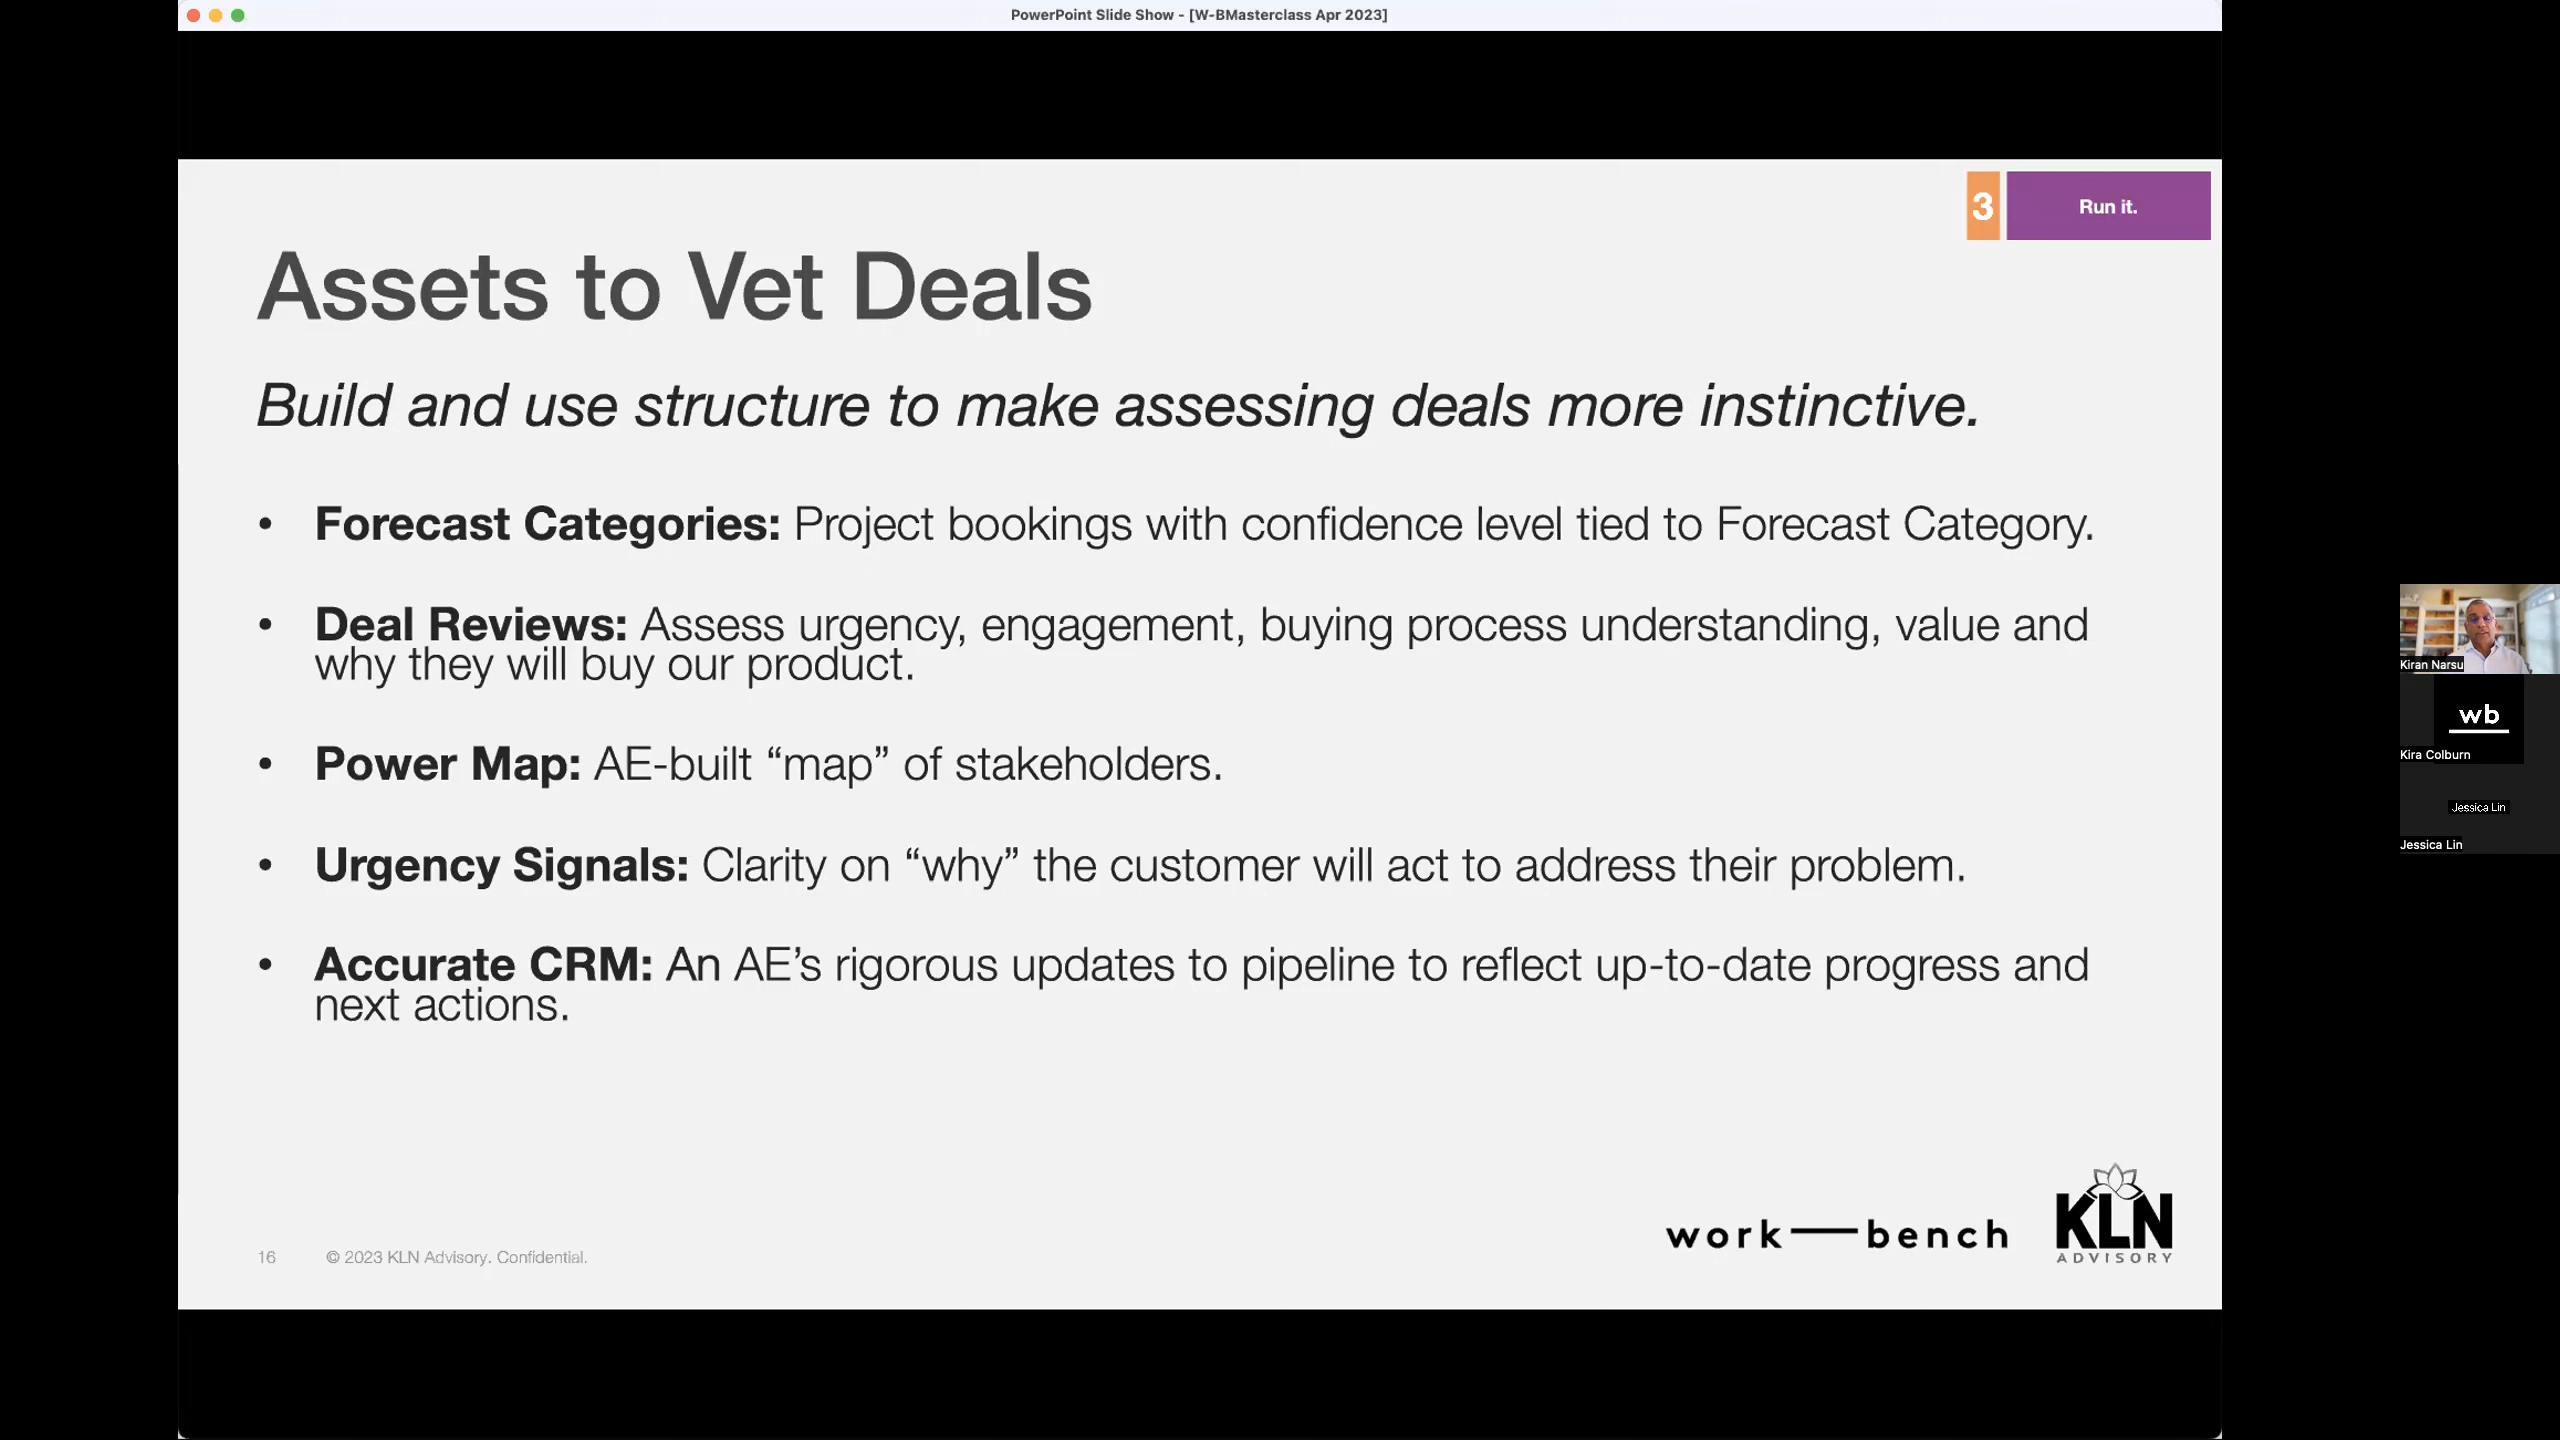 PowerPoint Slide Show - [W-BMasterclass Apr 2023]
3
Run it.
Assets to Vet Deals
Build and use structure to make assessing deals more instinctive.
• Forecast Categories: Project bookings with confidence level tied to Forecast Category.
• Deal Reviews: Assess urgency, engagement, buying process understanding, value and
why they will buy our product.
• Power Map: AE-built “map” of stakeholders.
• Urgency Signals: Clarity on “why” the customer will act to address their problem.
• Accurate CRM: An AE’s rigorous updates to pipeline to reflect up-to-date progress and
next actions.
16
© 2023 KLN Advisory. Confidential.
work—bench
KLN
ADVISORY
Kiran Narsu
wb
Kira Colburn
Jessica Lin
Jessica Lin